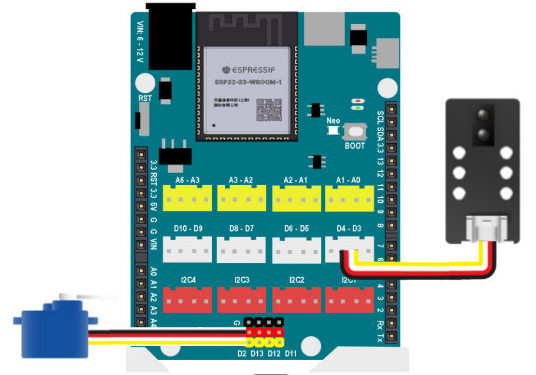 VIN: 6 - 12 V
ESPRESSIF
ESP32-S3-WROOM-1
RST
Neo
BOOT
SCL
SDA
3.3
13
12
11
10
9
8
7
6
4
3
2
Rx
Tx
3.3
RST
3.3
5V
G
G
VIN
A0
A1
A2
A3
A4
A6 - A3
A3 - A2
A2 - A1
A1 - A0
D10 - D9
D8 - D7
D6 - D5
D4 - D3
I2C4
I2C3
I2C2
I2C1
G
D2 D13 D12 D11